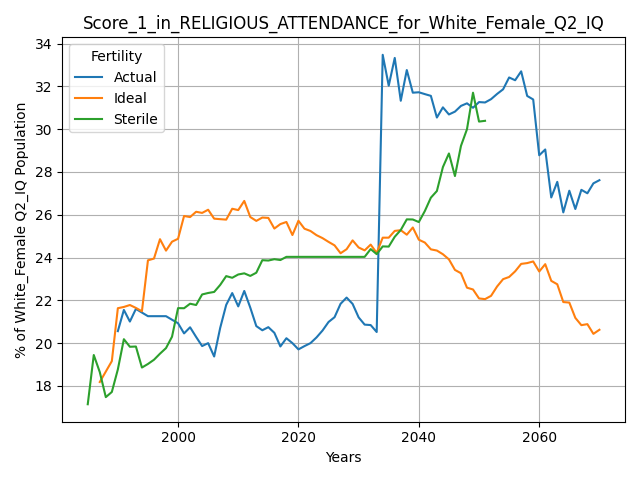 Score_1_in_RELIGIOUS_ATTENDANCE_for_White_Female_Q2_IQ
Fertility
Actual
Ideal
Sterile
% of White_Female Q2_IQ Population
34
32
30
28
26
24
22
20
18
2000
2020
2040
2060
Years